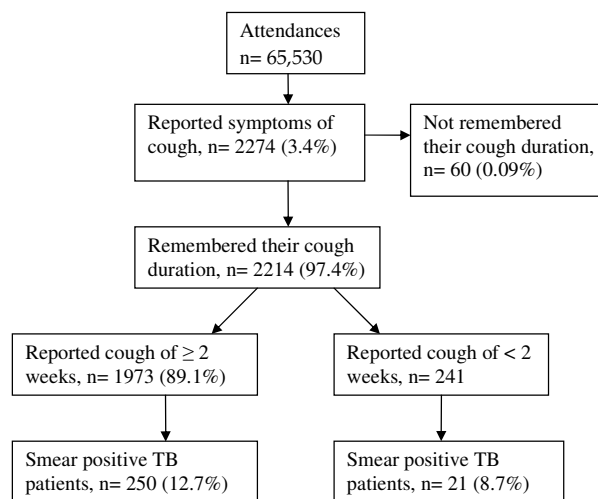 Attendances
n= 65,530
Reported symptoms of
cough, n= 2274 (3.4%)
Not remembered
their cough duration,
n= 60 (0.09%)
Remembered their cough
duration, n= 2214 (97.4%)
Reported cough of ≥ 2
weeks, n= 1973 (89.1%)
Reported cough of < 2
weeks, n= 241
Smear positive TB
patients, n= 250 (12.7%)
Smear positive TB
patients, n= 21 (8.7%)